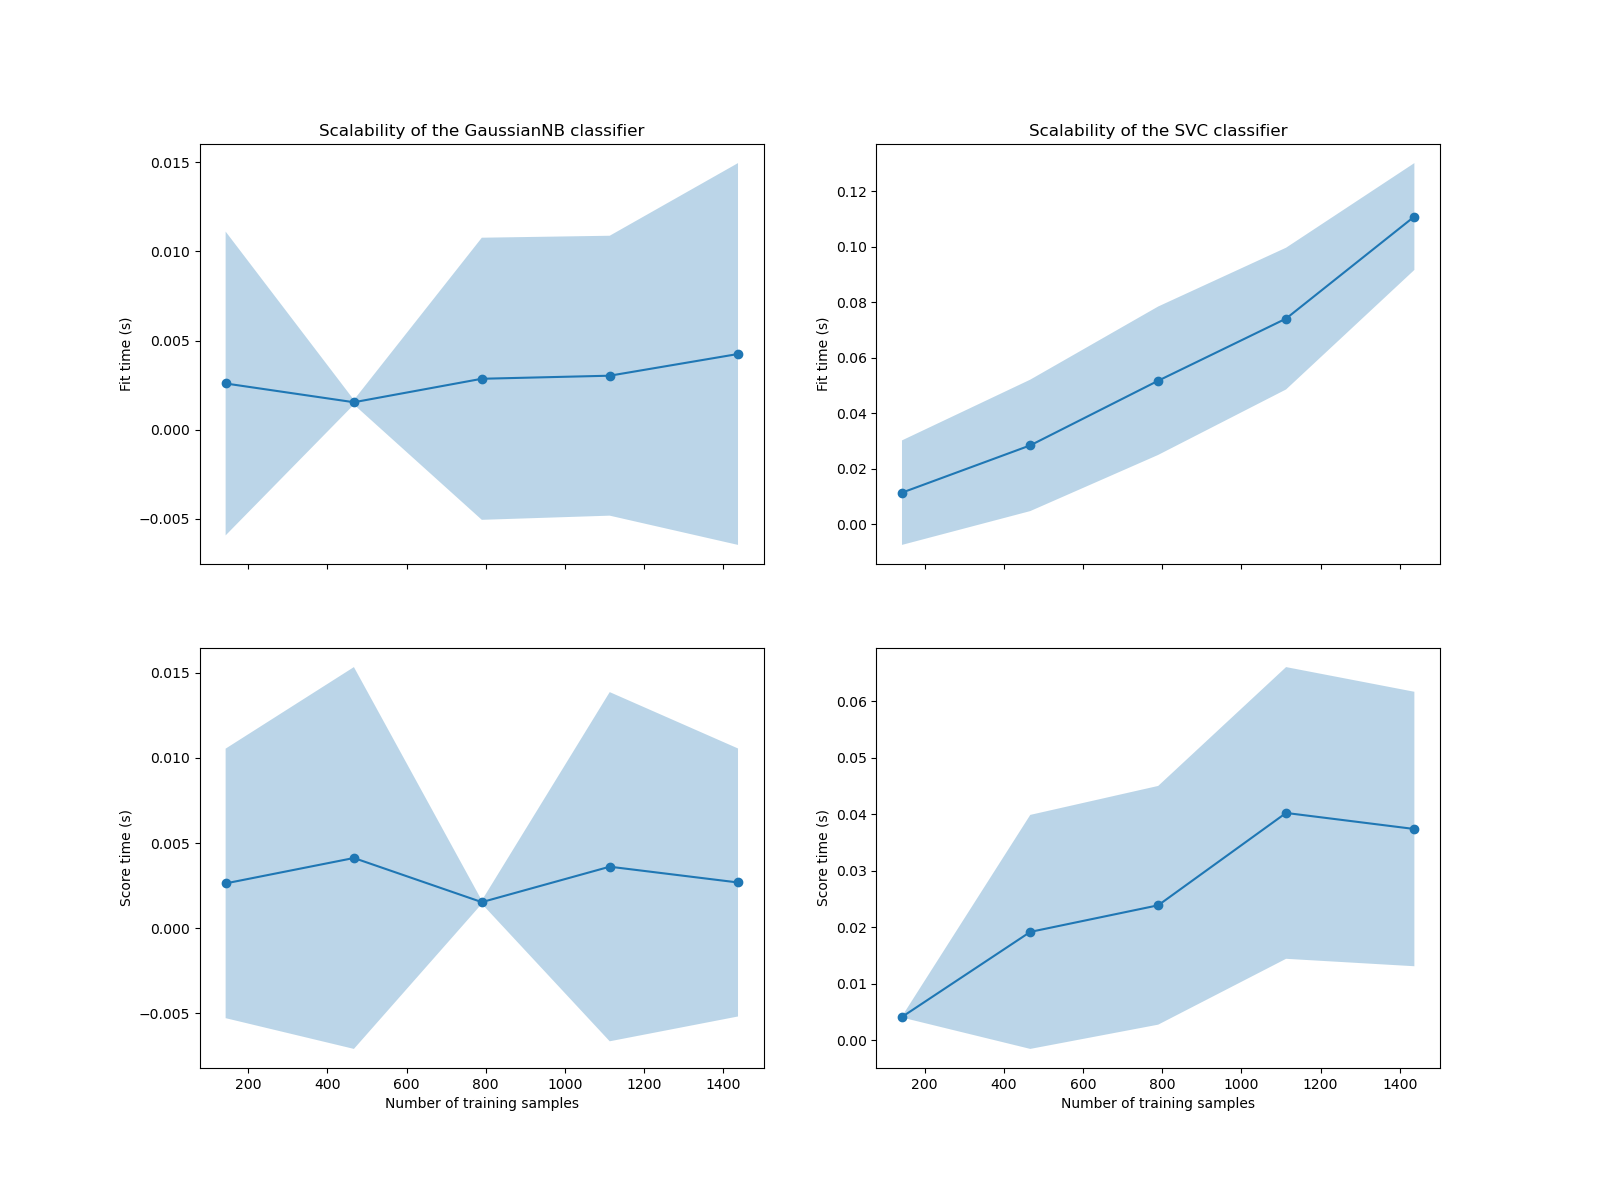 Scalability of the GaussianNB classifier
Fit time (s)
0.015
0.010
0.005
0.000
−0.005
Scalability of the SVC classifier
Fit time (s)
0.12
0.10
0.08
0.06
0.04
0.02
0.00
Score time (s)
0.015
0.010
0.005
0.000
−0.005
200 400 600 800 1000 1200 1400
Number of training samples
Score time (s)
0.06
0.05
0.04
0.03
0.02
0.01
0.00
200 400 600 800 1000 1200 1400
Number of training samples